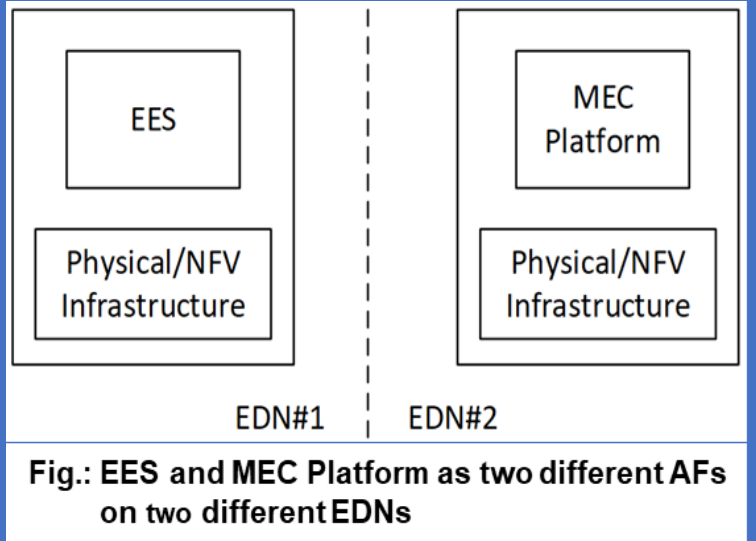 EES
Physical/NFV
Infrastructure
EDN#1
MEC
Platform
Physical/NFV
Infrastructure
EDN#2
Fig.: EES and MEC Platform as two different AFs
on two different EDNs